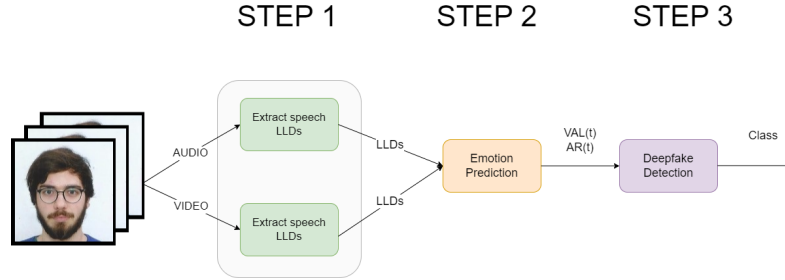 STEP 1
STEP 2
STEP 3
AUDIO
VIDEO
Extract speech
LLDs
Extract speech
LLDs
LLDs
LLDs
Emotion
Prediction
VAL(t)
AR(t)
Deepfake
Detection
Class